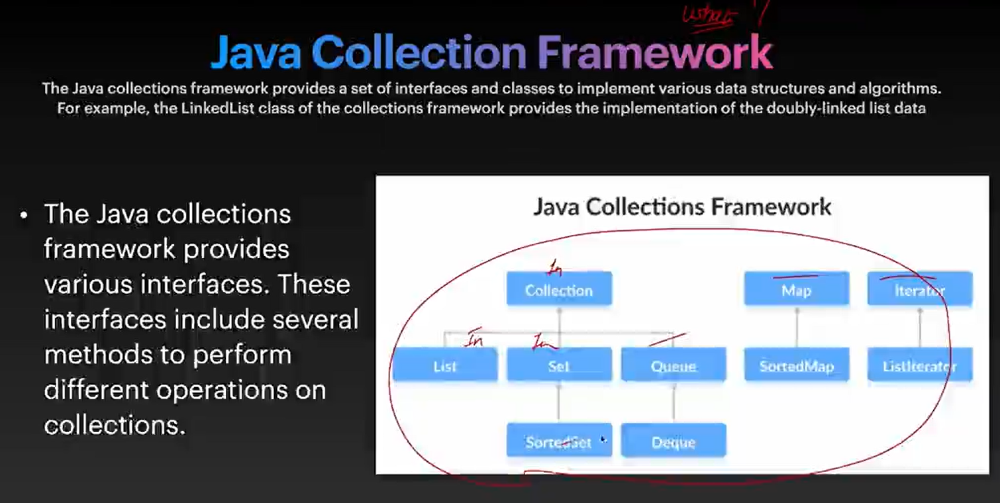 What ?
Java Collection Framework
The Java collections framework provides a set of interfaces and classes to implement various data structures and algorithms.
For example, the LinkedList class of the collections framework provides the implementation of the doubly-linked list data
• The Java collections
framework provides
various interfaces. These
interfaces include several
methods to perform
different operations on
collections.
Java Collections Framework
In
Collection
Map
Iterator
In
In
List
Set
Queue
SortedMap
ListIterator
SortedSet
Deque